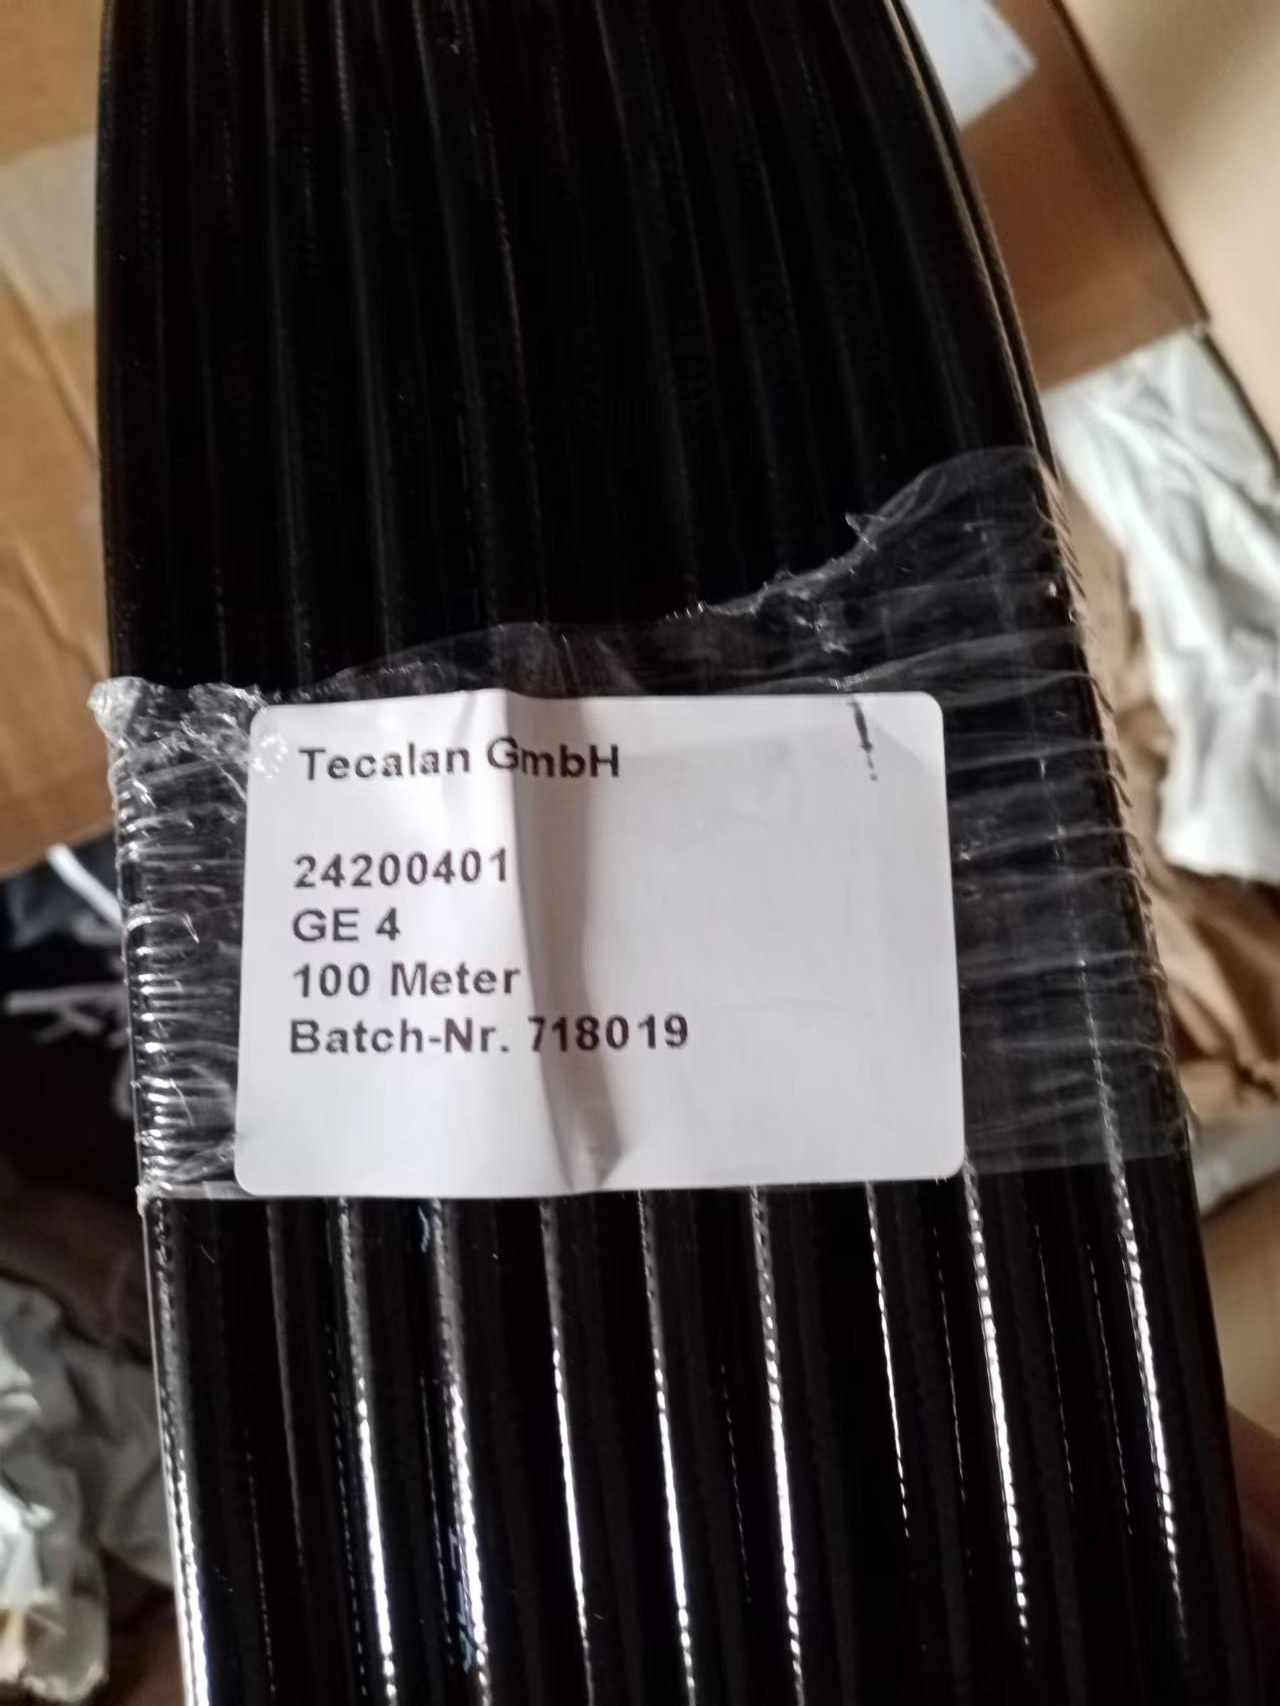 Tecalan GmbH
24200401
GE 4
100 Meter
Batch-Nr. 718019